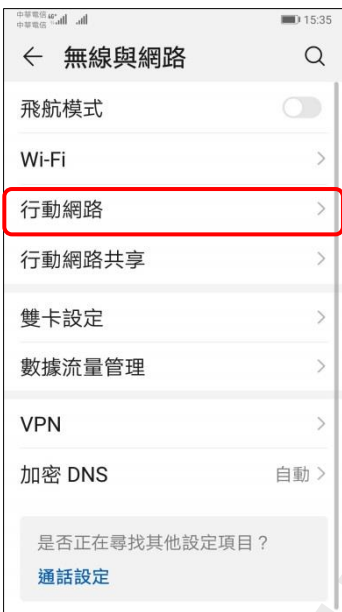 中華電信 4G+
中華電信
15:35
無線與網路
飛航模式
Wi-Fi
行動網路
行動網路共享
雙卡設定
數據流量管理
VPN
加密 DNS
自動
是否正在尋找其他設定項目？
通話設定